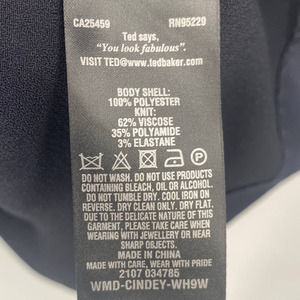 CA25459 RN95229
Ted says,
"You look fabulous".
VISIT TED@WWW.TEDBAKER.COM
BODY SHELL:
100% POLYESTER
KNIT:
62% VISCOSE
35% POLYAMIDE
3% ELASTANE
DO NOT WASH. DO NOT USE PRODUCTS
CONTAINING BLEACH, OIL OR ALCOHOL.
DO NOT TUMBLE DRY. COOL IRON ON
REVERSE. DRY CLEAN ONLY. DRY CLEAN.
DUE TO THE DELICATE NATURE OF THIS
GARMENT, PLEASE TAKE CARE WHEN
WEARING WITH JEWELLERY OR NEAR
SHARP OBJECTS.
MADE IN CHINA
MADE WITH CARE, WEAR WITH PRIDE
2107 034785
WMD-CINDEY-WH9W